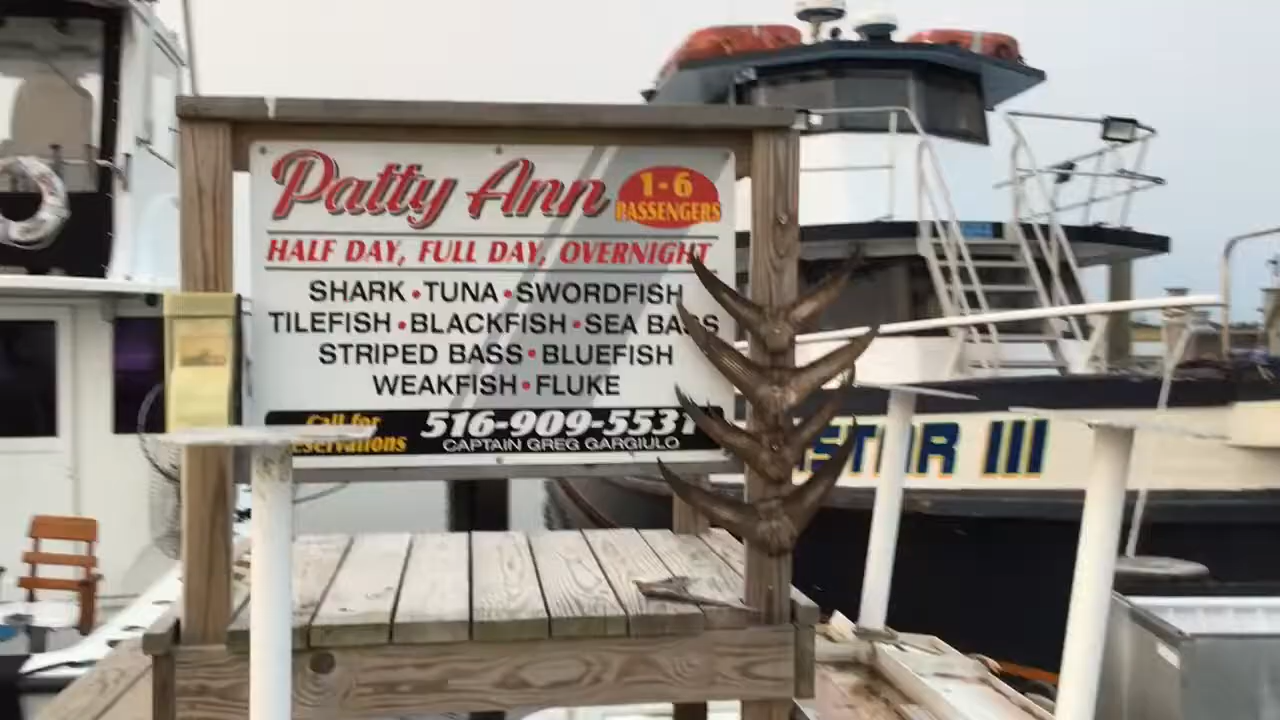 Patty Ann
1-6
PASSENGERS
HALF DAY, FULL DAY, OVERNIGHT
SHARK • TUNA • SWORDFISH
TILEFISH • BLACKFISH • SEA BASS
STRIPED BASS • BLUEFISH
WEAKFISH • FLUKE
Call for
Reservations
516-909-5531
CAPTAIN GREG GARGIULO
STAR III